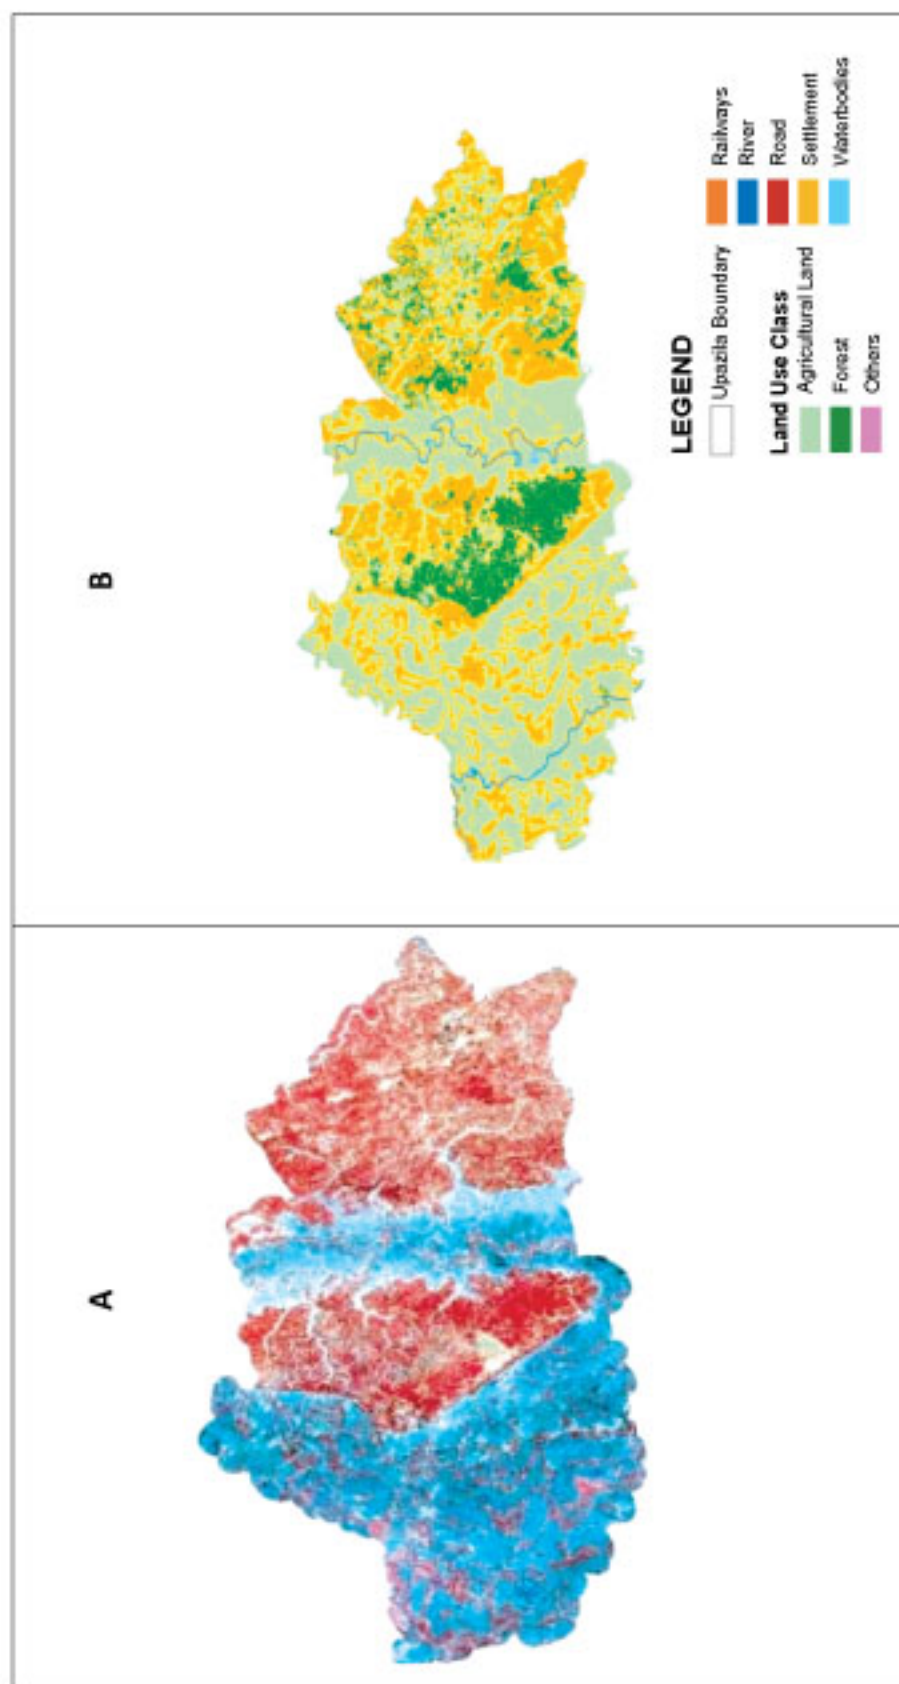 A
B
LEGEND
Upazila Boundary
Land Use Class
Agricultural Land
Forest
Others
Railways
River
Road
Settlement
Waterbodies